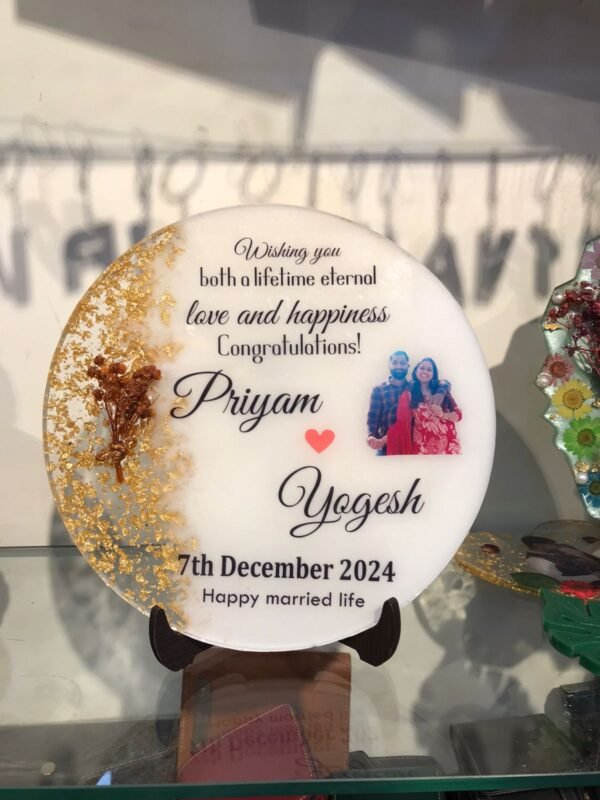 Wishing you
both a lifetime eternal
love and happiness
Congratulations!
Priyam
Yogesh
7th December 2024
Happy married life